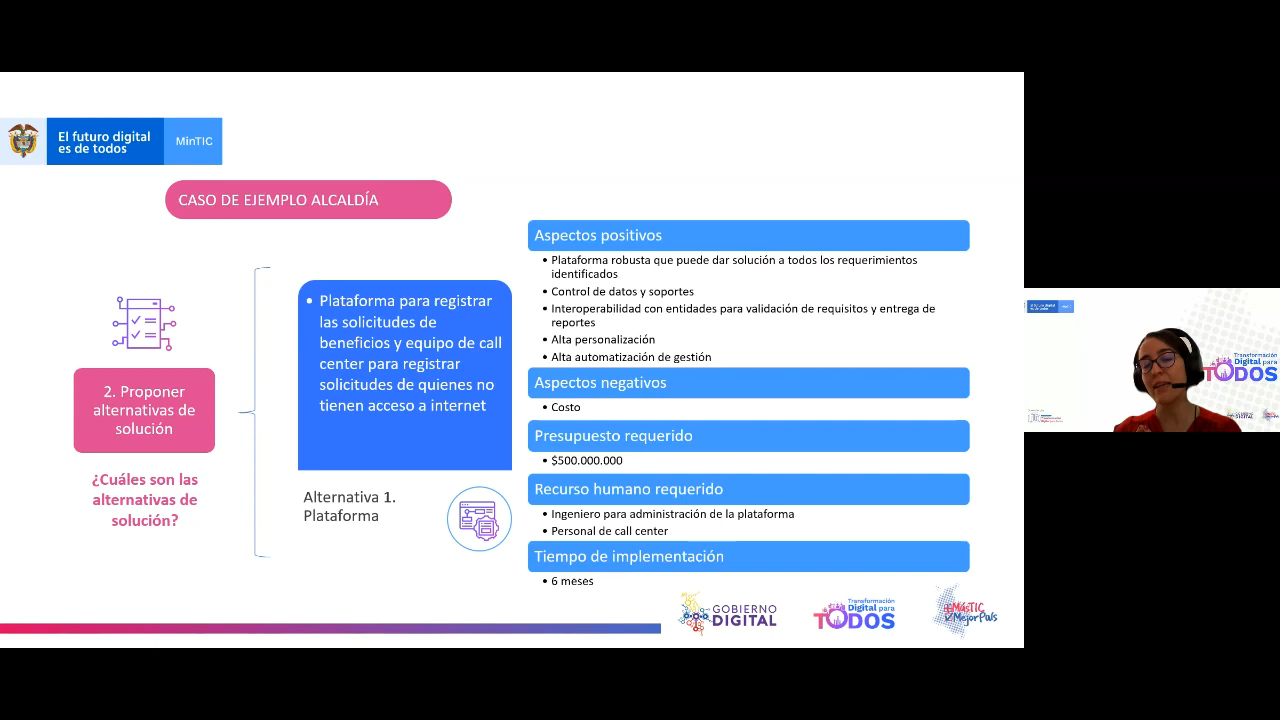 El futuro digital
es de todos
MinTIC
CASO DE EJEMPLO ALCALDÍA
2. Proponer
alternativas de
solución
¿Cuáles son las
alternativas de
solución?
• Plataforma para registrar
las solicitudes de
beneficios y equipo de call
center para registrar
solicitudes de quienes no
tienen acceso a internet
Alternativa 1.
Plataforma
Aspectos positivos
• Plataforma robusta que puede dar solución a todos los requerimientos
identificados
• Control de datos y soportes
• Interoperabilidad con entidades para validación de requisitos y entrega de
reportes
• Alta personalización
• Alta automatización de gestión
Aspectos negativos
• Costo
Presupuesto requerido
• $500.000.000
Recurso humano requerido
• Ingeniero para administración de la plataforma
• Personal de call center
Tiempo de implementación
• 6 meses
GOBIERNO
DIGITAL
Transformación
Digital para
TODOS
#MásTIC
MejorPaís
Transformación
Digital para
TODOS